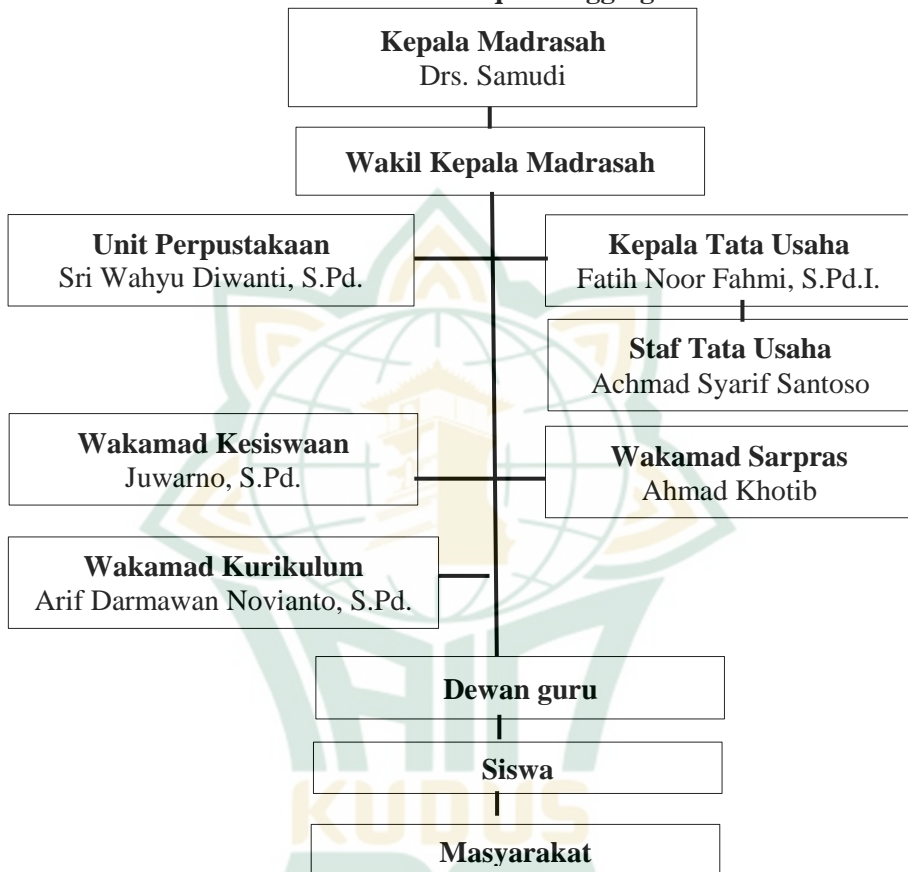 Kepala Madrasah
Drs. Samudi
Wakil Kepala Madrasah
Unit Perpustakaan
Sri Wahyu Diwanti, S.Pd.
Kepala Tata Usaha
Fatih Noor Fahmi, S.Pd.I.
Staf Tata Usaha
Achmad Syarif Santoso
Wakamad Kesiswaan
Juwarno, S.Pd.
Wakamad Sarpras
Ahmad Khotib
Wakamad Kurikulum
Arif Darmawan Novianto, S.Pd.
Dewan guru
Siswa
Masyarakat
IAIN
KUDUS